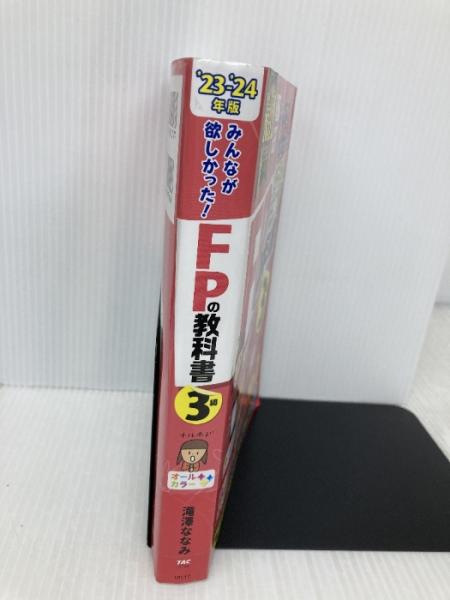 '23-'24
年版
みんなが
欲しかった!
FPの教科書
3級
オール
カラー
滝澤ななみ
TAC